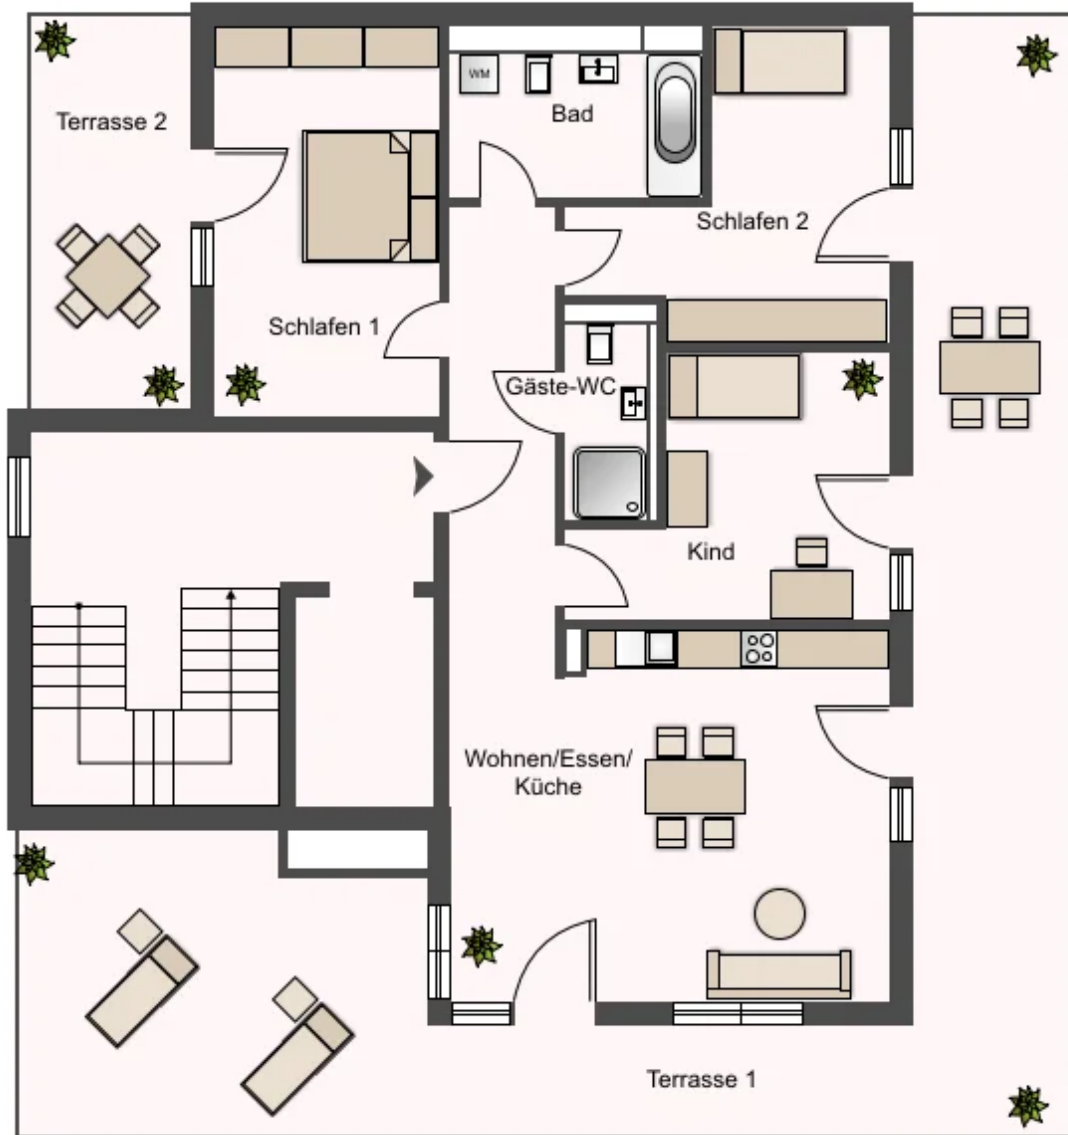 Terrasse 2
WM
Bad
Schlafen 2
Schlafen 1
Gäste-WC
Kind
Wohnen/Essen/
Küche
Terrasse 1